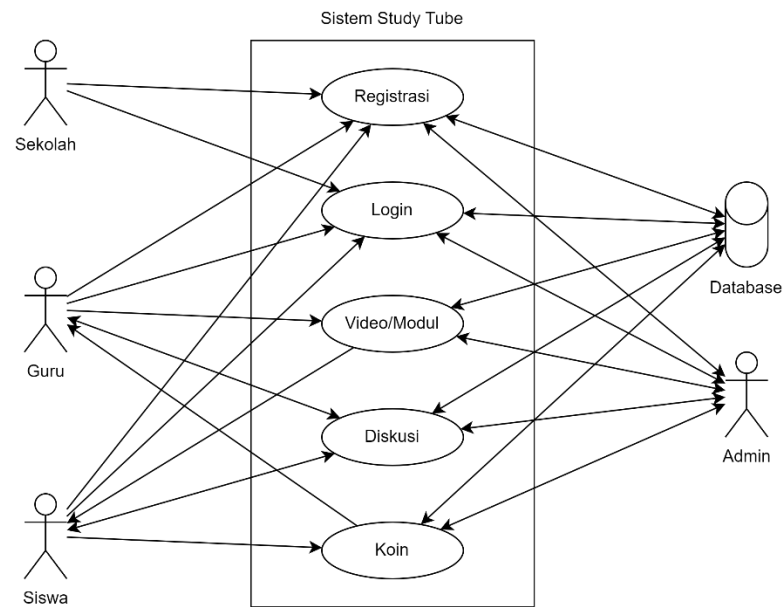 Sistem Study Tube
Sekolah
Registrasi
Login
Database
Guru
Video/Modul
Admin
Diskusi
Siswa
Koin